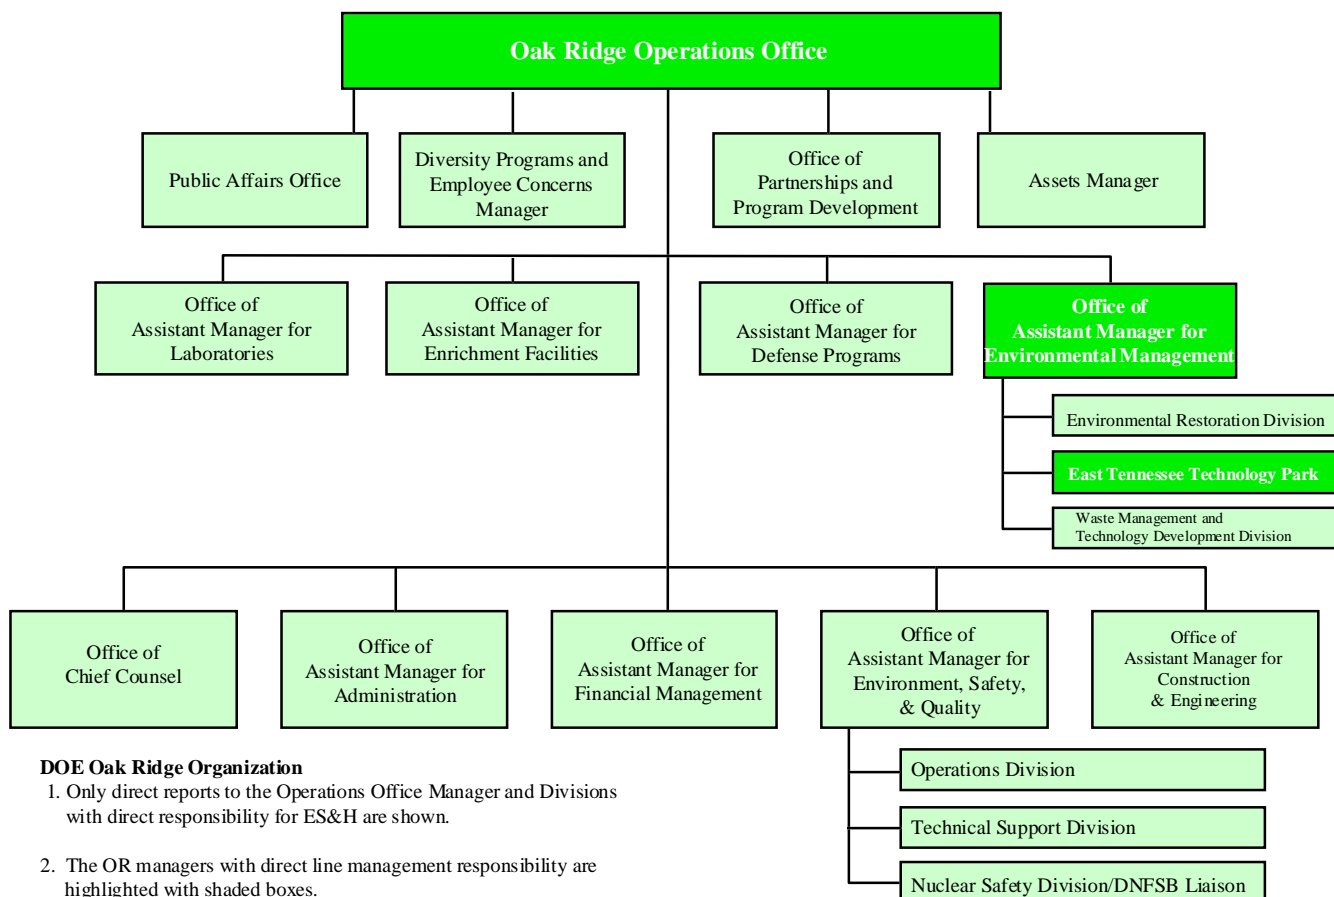 Oak Ridge Operations Office
Public Affairs Office
Diversity Programs and
Employee Concerns
Manager
Office of
Partnerships and
Program Development
Assets Manager
Office of
Assistant Manager for
Laboratories
Office of
Assistant Manager for
Enrichment Facilities
Office of
Assistant Manager for
Defense Programs
Office of
Assistant Manager for
Environmental Management
Environmental Restoration Division
East Tennessee Technology Park
Waste Management and
Technology Development Division
Office of
Chief Counsel
Office of
Assistant Manager for
Administration
Office of
Assistant Manager for
Financial Management
Office of
Assistant Manager for
Environment, Safety,
& Quality
Office of
Assistant Manager for
Construction
& Engineering
Operations Division
Technical Support Division
Nuclear Safety Division/DNFSB Liaison
DOE Oak Ridge Organization
1. Only direct reports to the Operations Office Manager and Divisions
with direct responsibility for ES&H are shown.
2. The OR managers with direct line management responsibility are
highlighted with shaded boxes.